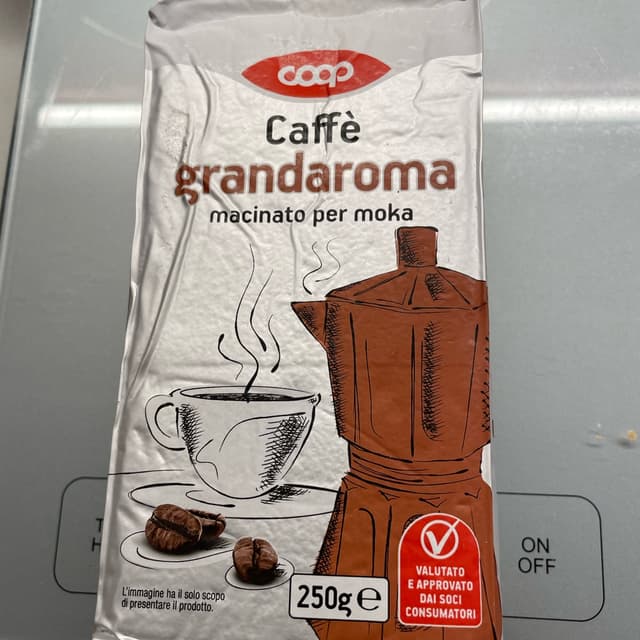 coop
Caffè
grandaroma
macinato per moka
L'immagine ha il solo scopo
di presentare il prodotto.
250g e
VALUTATO
E APPROVATO
DAI SOCI
CONSUMATORI
ON
OFF